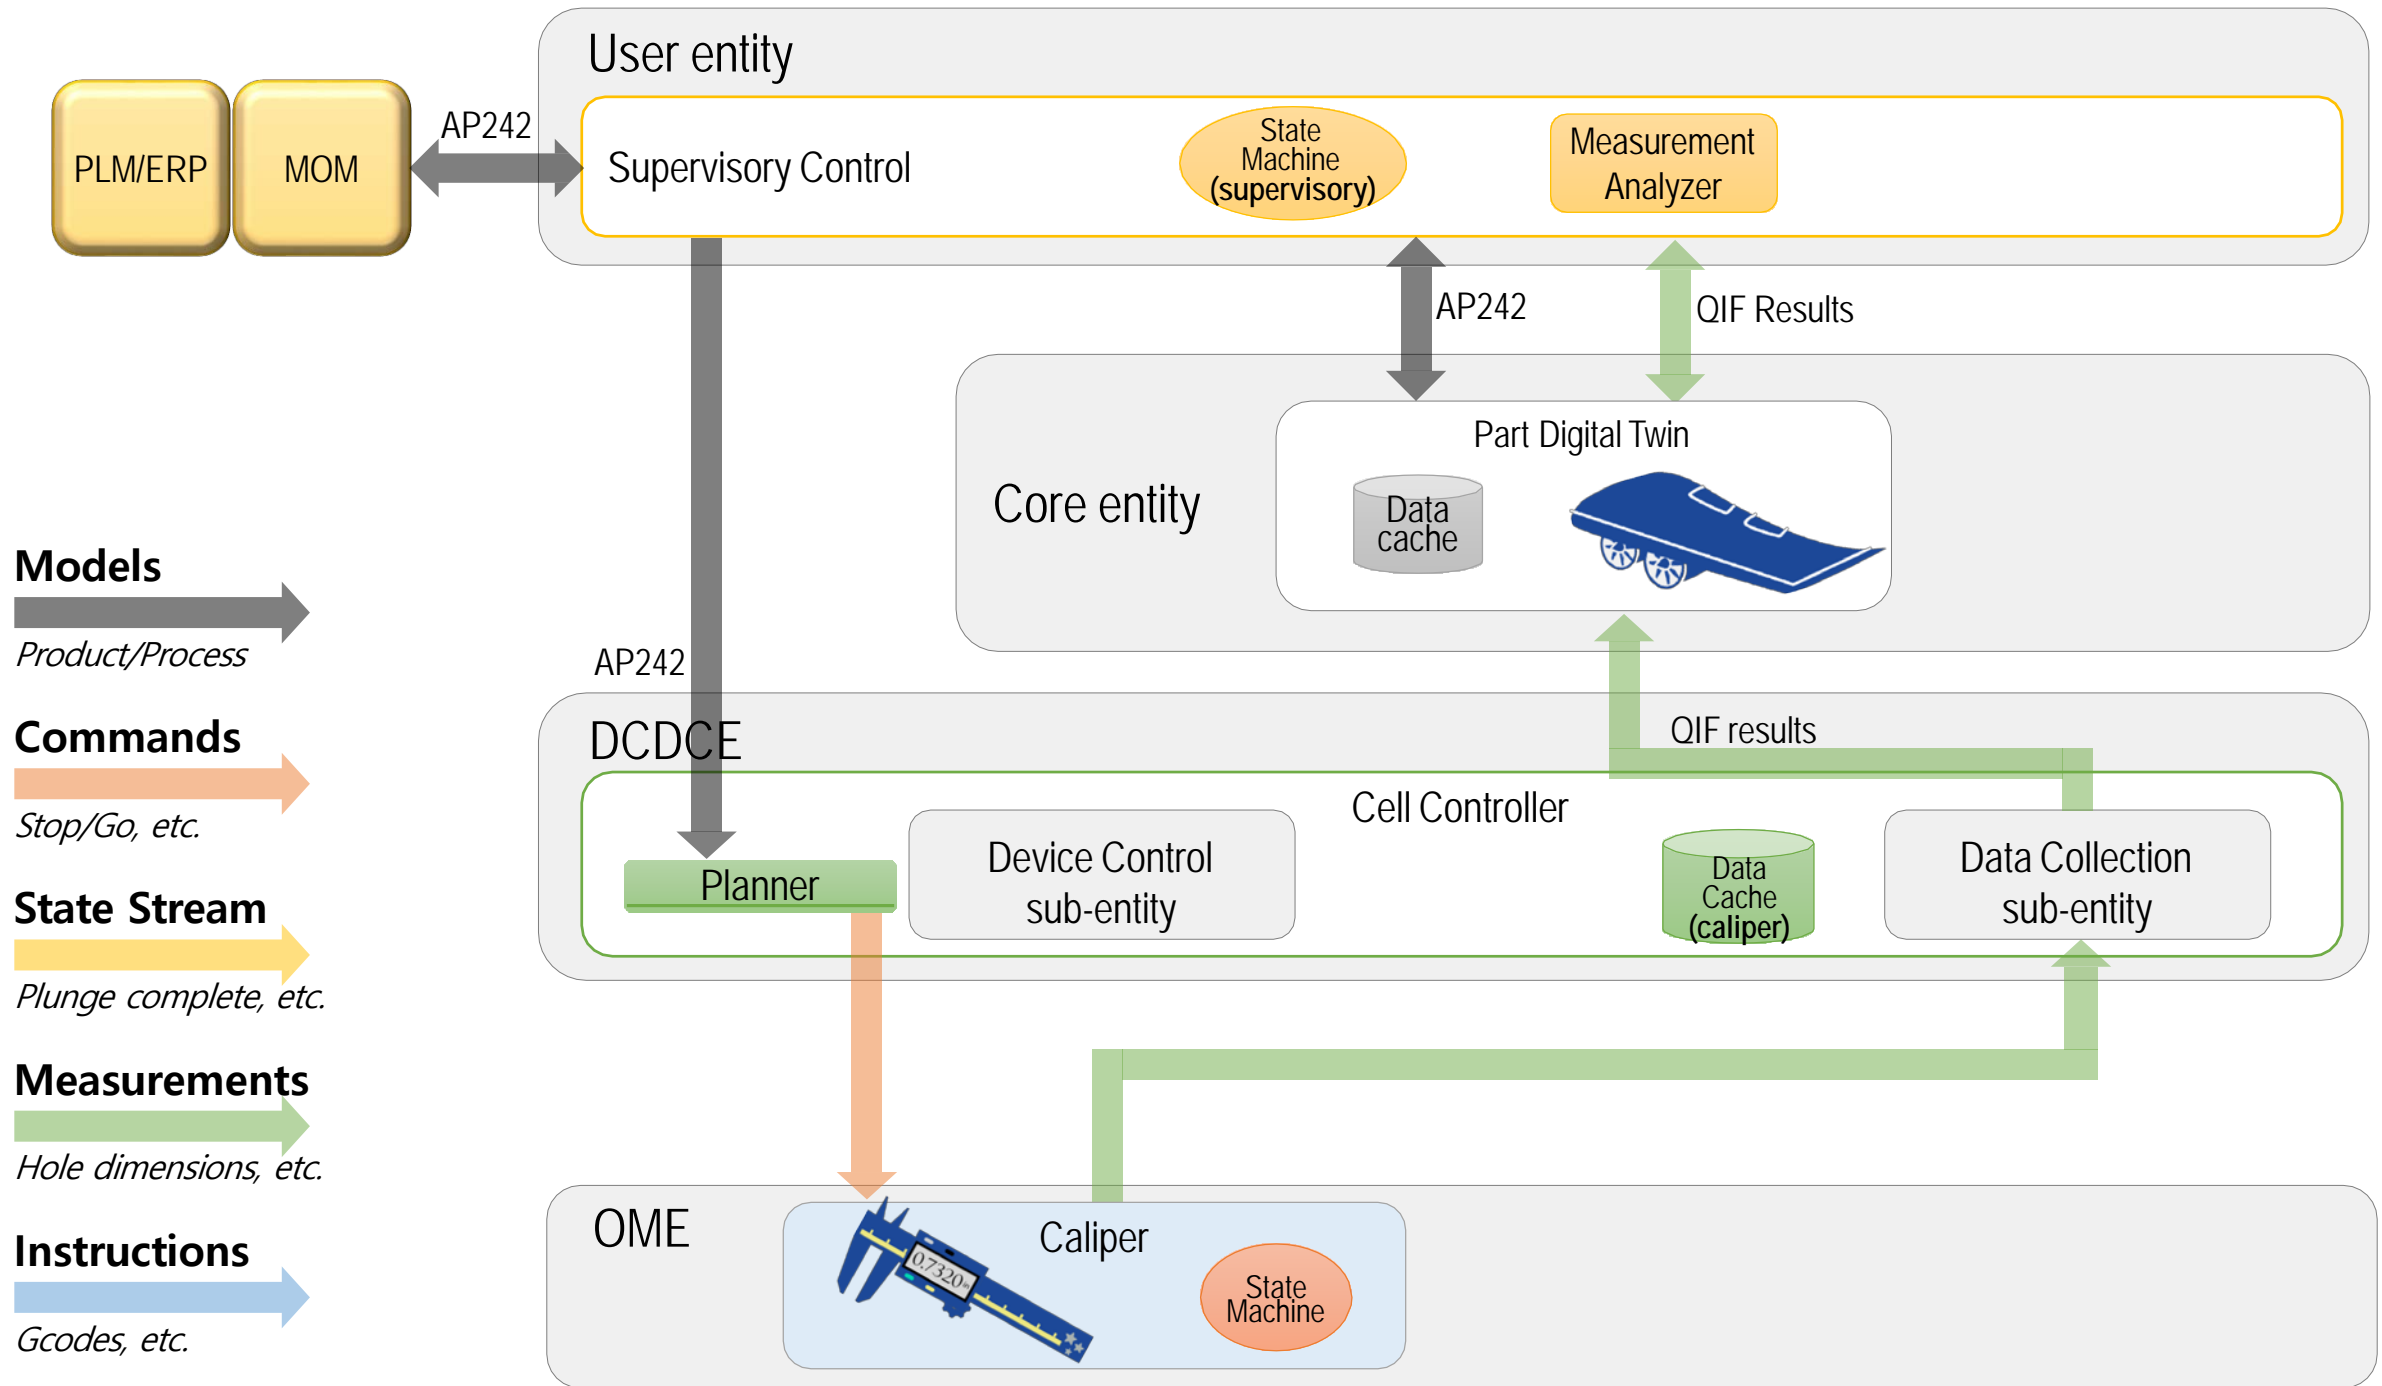 User entity
PLM/ERP
MOM
AP242
Supervisory Control
State
Machine
(supervisory)
Measurement
Analyzer
AP242
QIF Results
Core entity
Part Digital Twin
Data
cache
Models
Product/Process
Commands
Stop/Go, etc.
State Stream
Plunge complete, etc.
Measurements
Hole dimensions, etc.
Instructions
Gcodes, etc.
AP242
DCDCE
QIF results
Cell Controller
Planner
Device Control
sub-entity
Data
Cache
(caliper)
Data Collection
sub-entity
OME
Caliper
0.7320in
State
Machine